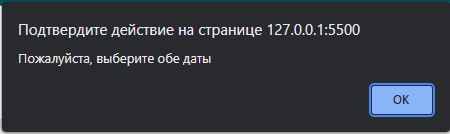 Подтвердите действие на странице 127.0.0.1:5500
Пожалуйста, выберите обе даты
OK